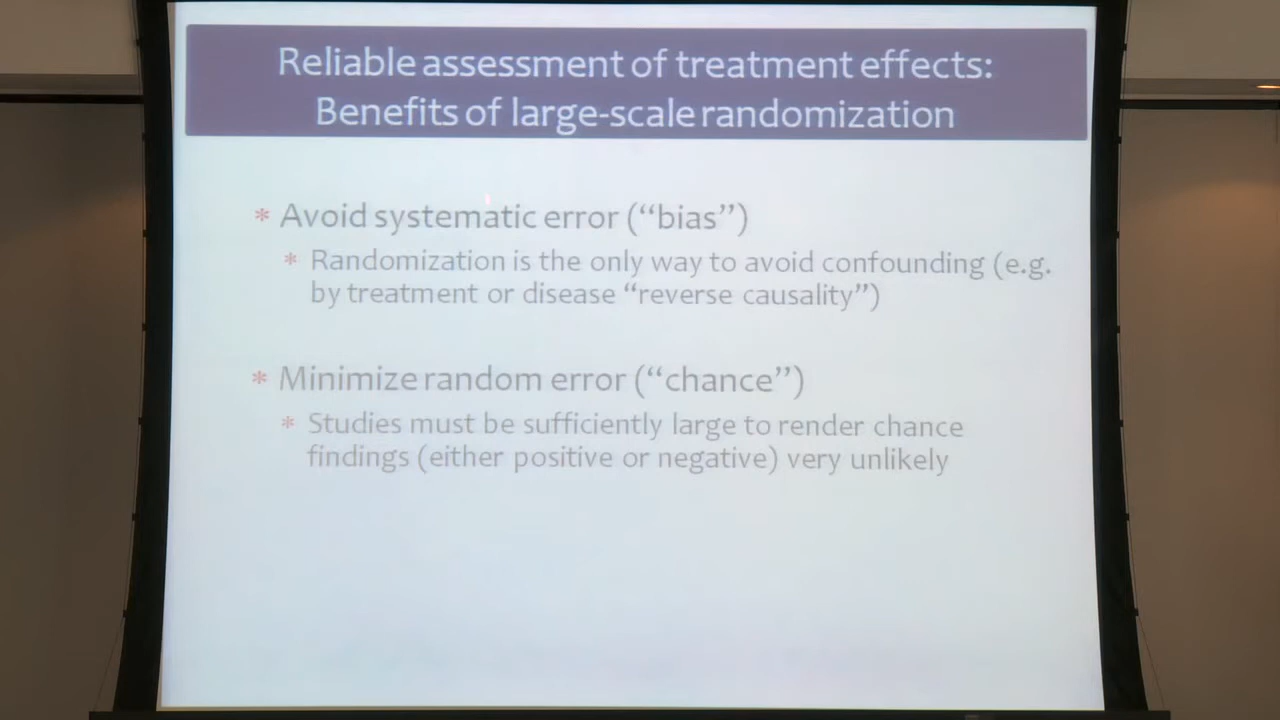 Reliable assessment of treatment effects:
Benefits of large-scale randomization
* Avoid systematic error (“bias”)
* Randomization is the only way to avoid confounding (e.g.
by treatment or disease “reverse causality”)
* Minimize random error (“chance”)
* Studies must be sufficiently large to render chance
findings (either positive or negative) very unlikely